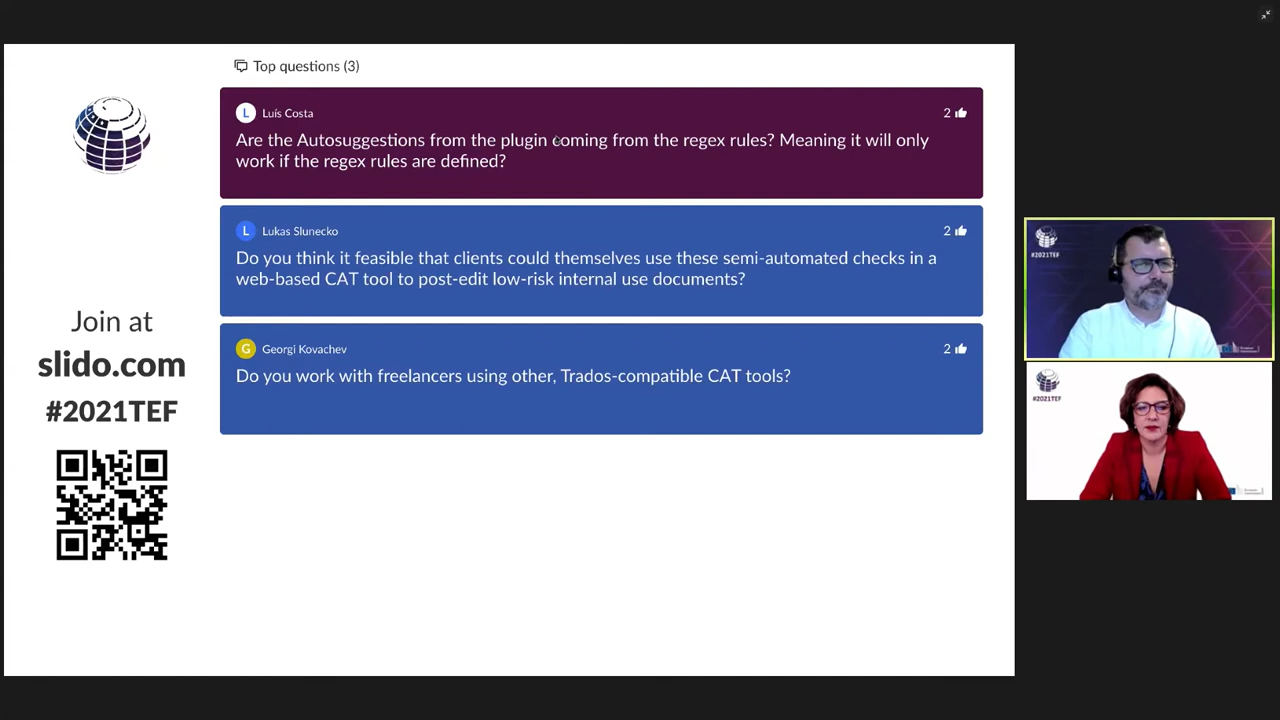 Top questions (3)
L Luís Costa 2
Are the Autosuggestions from the plugin coming from the regex rules? Meaning it will only
work if the regex rules are defined?
L Lukas Slunecko 2
Do you think it feasible that clients could themselves use these semi-automated checks in a
web-based CAT tool to post-edit low-risk internal use documents?
G Georgi Kovachev 2
Do you work with freelancers using other, Trados-compatible CAT tools?
Join at
slido.com
#2021TEF
#2021TEF
#2021TEF